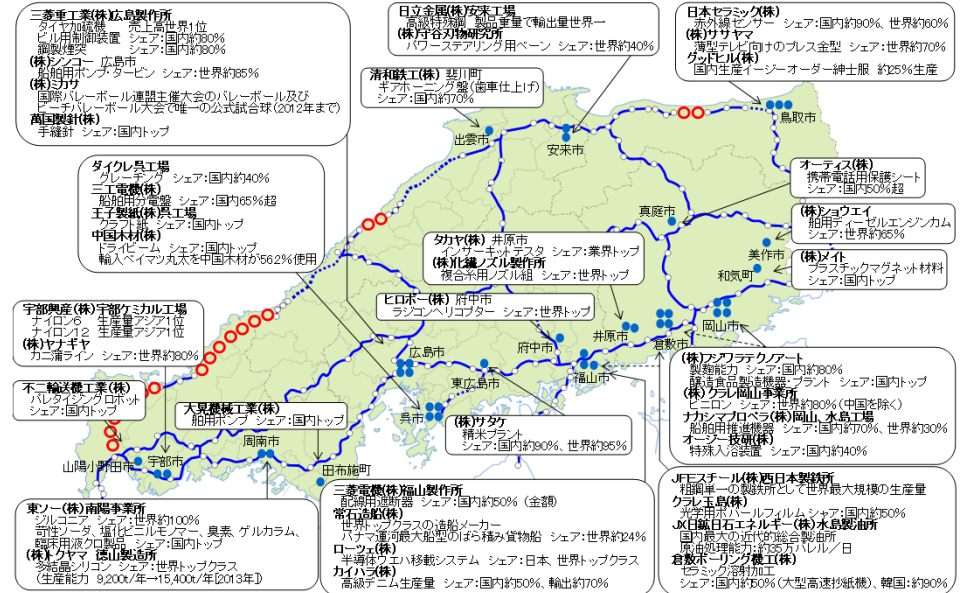 三菱重工業(株)広島製作所
タイヤ加硫機　売上高世界1位
ビル用制御装置　シェア：国内約80%
鋼製煙突　シェア：国内約80%
(株)シンコー 広島市
船舶用ポンプ・タービン　シェア：世界約85%
(株)ミカサ
国際バレーボール連盟主催大会のバレーボール及び
ビーチバレーボール大会で唯一の公式試合球(2012年まで)
萬国製針(株)
手縫針　シェア：国内トップ
日立金属(株)安来工場
高級特殊鋼　製品重量で輸出量世界一
(株)守谷刃物研究所
パワーステアリング用ベーン　シェア：世界約40%
日本セラミック(株)
赤外線センサー　シェア：国内約90%、世界約60%
(株)ササヤマ
薄型テレビ向けのプレス金型　シェア：世界約70%
グッドヒル(株)
国内生産イージーオーダー紳士服　約25%生産
清和鉄工(株) 斐川町
ギアホーニング盤(歯車仕上げ)
シェア：国内約70%
出雲市
安来市
鳥取市
ダイクレ呉工場
グレーチング　シェア：国内約40%
三工電機(株)
船舶用分電盤　シェア：国内65%超
王子製紙(株)呉工場
クラフト紙　シェア：国内トップ
中国木材(株)
ドライビーム　シェア：国内トップ
輸入ベイマツ丸太を中国木材が56.2%使用
オーティス(株)
携帯電話用保護シート
シェア：国内50%超
真庭市
(株)ショウエイ
舶用ディーゼルエンジンカム
シェア：世界約65%
美作市
タカヤ(株) 井原市
インサーキットテスタ　シェア：業界トップ
(株)化繊ノズル製作所
複合糸用ノズル組　シェア：世界トップ
和気町
(株)メイト
プラスチックマグネット材料
シェア：国内トップ
宇部興産(株)宇部ケミカル工場
ナイロン6　生産量アジア1位
ナイロン12　生産量アジア1位
(株)ヤナギヤ
カニ蒲ライン　シェア：世界約80%
ヒロボー(株) 府中市
ラジコンヘリコプター　シェア：世界トップ
広島市
東広島市
府中市
井原市
福山市
倉敷市
岡山市
不二輸送機工業(株)
パレタイジングロボット
シェア：国内トップ
大晃機械工業(株)
舶用ポンプ　シェア：国内トップ
呉市
(株)サタケ
精米プラント
シェア：国内約90%、世界約95%
(株)フジワラテクノアート
製麹能力　シェア：国内約80%
醸造食品製造機器・プラント　シェア：国内トップ
(株)クラレ岡山事業所
ビニロン　シェア：世界約80%(中国を除く)
ナカシマプロペラ(株)岡山、水島工場
船舶用推進機器　シェア：国内約70%、世界約30%
オージー技研(株)
特殊入浴装置　シェア：国内約40%
山陽小野田市
宇部市
周南市
田布施町
東ソー(株)南陽事業所
ジルコニア　シェア：世界約100%
苛性ソーダ、塩化ビニルモノマー、臭素、ゲルカラム、
臨床用液クロ製品　シェア：国内トップ
(株)トクヤマ　徳山製造所
多結晶シリコン　シェア：世界トップクラス
(生産能力　9,200t/年→15,400t/年[2013年])
三菱電機(株)福山製作所
配線用遮断器　シェア：国内約50%（金額）
常石造船(株)
世界トップクラスの造船メーカー
パナマ運河最大船型のばら積み貨物船　シェア：世界約24%
ローツェ(株)
半導体ウエハ移載システム　シェア：日本、世界トップクラス
カイハラ(株)
高級デニム生産量　シェア：国内約50%、輸出約70%
JFEスチール(株)西日本製鉄所
粗鋼単一の製鉄所として世界最大規模の生産量
クラレ玉島(株)
光学用ポバールフィルム　シャア：国内約50%
JX日鉱日石エネルギー(株)水島製油所
国内最大の近代的総合製油所
原油処理能力：約35万バレル／日
倉敷ボーリング機工(株)
セラミック溶射加工
シェア：国内約50%(大型高速抄紙機)、韓国：約90%